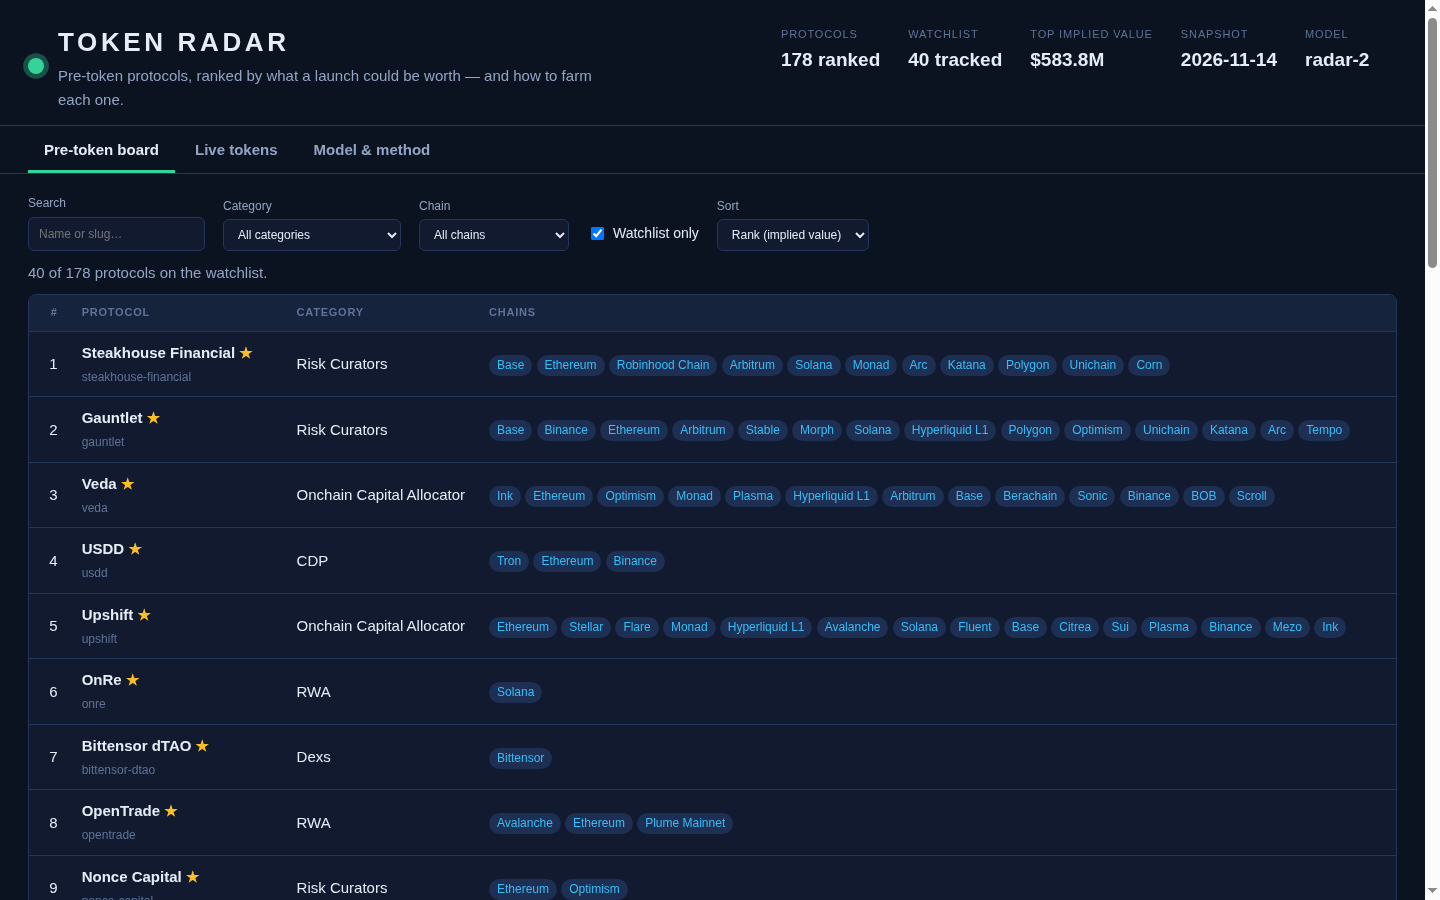 TOKEN RADAR
Pre-token protocols, ranked by what a launch could be worth — and how to farm
each one.
PROTOCOLS
178 ranked
WATCHLIST
40 tracked
TOP IMPLIED VALUE
$583.8M
SNAPSHOT
2026-11-14
MODEL
radar-2
Pre-token board
Live tokens
Model & method
Search
Name or slug…
Category
All categories
Chain
All chains
Watchlist only
Sort
Rank (implied value)
40 of 178 protocols on the watchlist.
# PROTOCOL CATEGORY CHAINS
1 Steakhouse Financial ★ Risk Curators Base Ethereum Robinhood Chain Arbitrum Solana Monad Arc Katana Polygon Unichain Corn
steakhouse-financial
2 Gauntlet ★ Risk Curators Base Binance Ethereum Arbitrum Stable Morph Solana Hyperliquid L1 Polygon Optimism Unichain Katana Arc Tempo
gauntlet
3 Veda ★ Onchain Capital Allocator Ink Ethereum Optimism Monad Plasma Hyperliquid L1 Arbitrum Base Berachain Sonic Binance BOB Scroll
veda
4 USDD ★ CDP Tron Ethereum Binance
usdd
5 Upshift ★ Onchain Capital Allocator Ethereum Stellar Flare Monad Hyperliquid L1 Avalanche Solana Fluent Base Citrea Sui Plasma Binance Mezo Ink
upshift
6 OnRe ★ RWA Solana
onre
7 Bittensor dTAO ★ Dexs Bittensor
bittensor-dtao
8 OpenTrade ★ RWA Avalanche Ethereum Plume Mainnet
opentrade
9 Nonce Capital ★ Risk Curators Ethereum Optimism